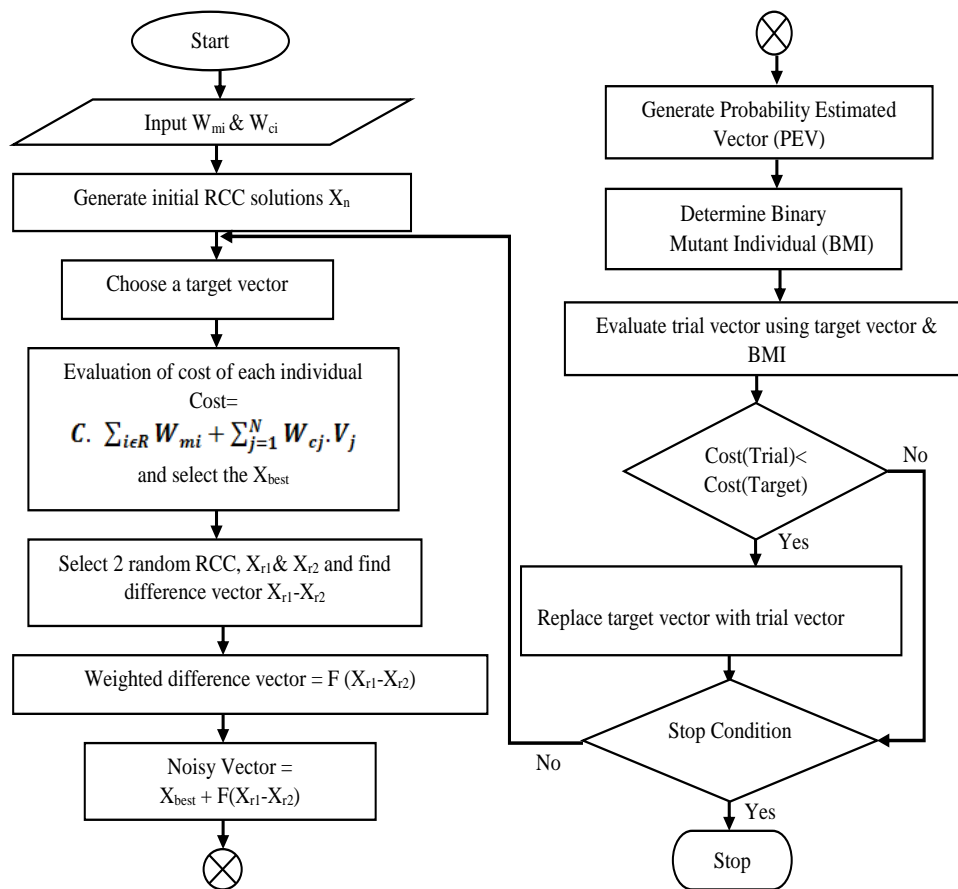 Start
Input W_mi & W_ci
Generate initial RCC solutions X_n
Choose a target vector
Evaluation of cost of each individual
Cost=
C. ∑_{iϵR} W_mi + ∑_{j=1}^{N} W_cj.V_j
and select the X_best
Select 2 random RCC, X_r1& X_r2 and find
difference vector X_r1-X_r2
Weighted difference vector = F (X_r1-X_r2)
Noisy Vector =
X_best + F(X_r1-X_r2)
Generate Probability Estimated
Vector (PEV)
Determine Binary
Mutant Individual (BMI)
Evaluate trial vector using target vector &
BMI
Cost(Trial)<
Cost(Target)
No
Yes
Replace target vector with trial vector
Stop Condition
No
Yes
Stop